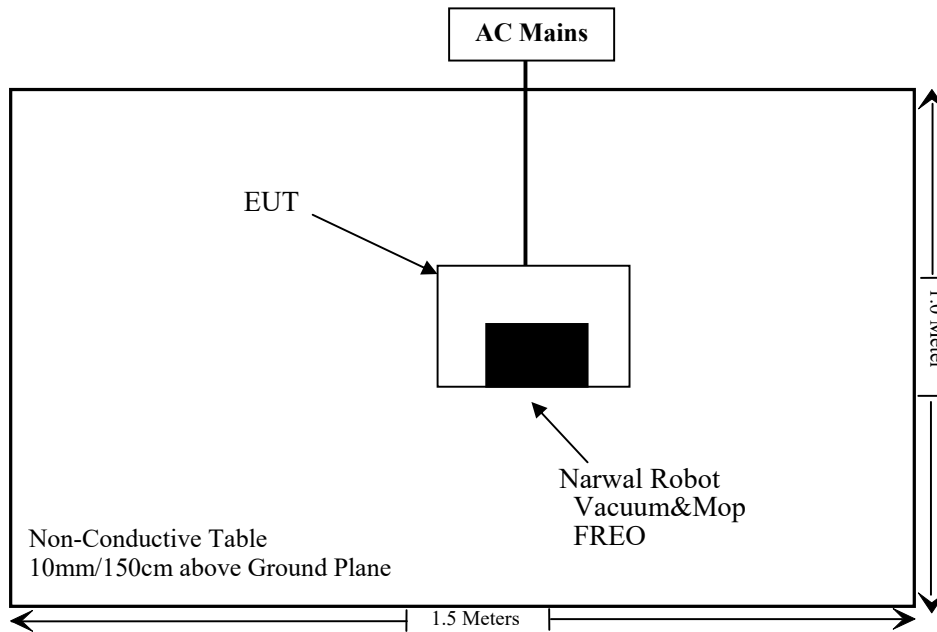 AC Mains
EUT
Narwal Robot
Vacuum&Mop
FREO
Non-Conductive Table
10mm/150cm above Ground Plane
1.5 Meters
Meter